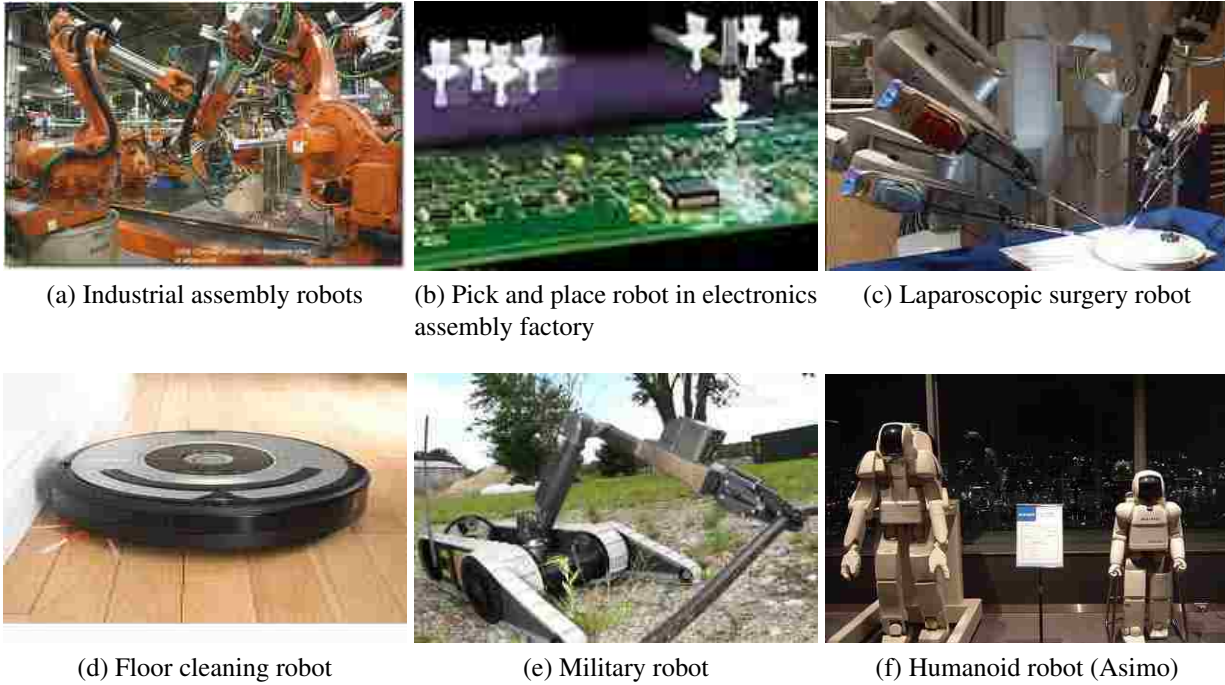 (a) Industrial assembly robots
(b) Pick and place robot in electronics
assembly factory
(c) Laparoscopic surgery robot
(d) Floor cleaning robot
(e) Military robot
(f) Humanoid robot (Asimo)